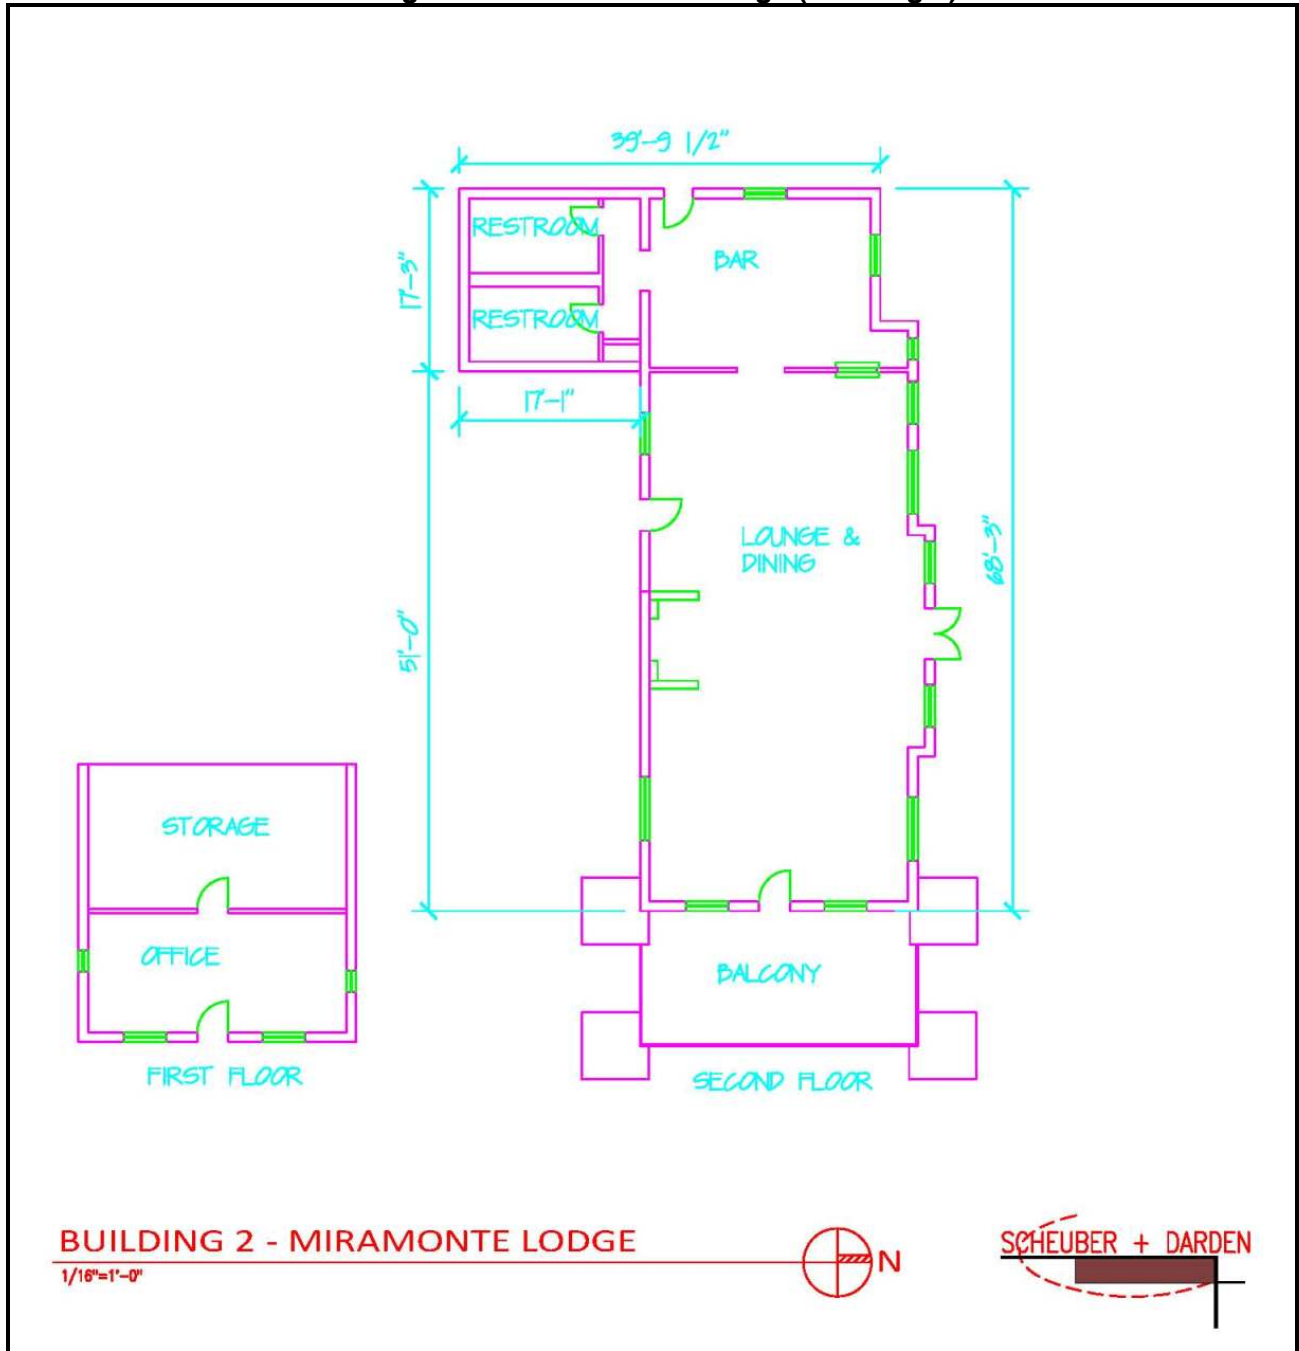 39'-9 1/2"
RESTROOM
BAR
17'-3"
RESTROOM
17'-1"
LOUNGE &
DINING
68'-3"
51'-0"
STORAGE
OFFICE
BALCONY
FIRST FLOOR
SECOND FLOOR
BUILDING 2 - MIRAMONTE LODGE
1/16"=1'-0"
N
SCHEUBER + DARDEN